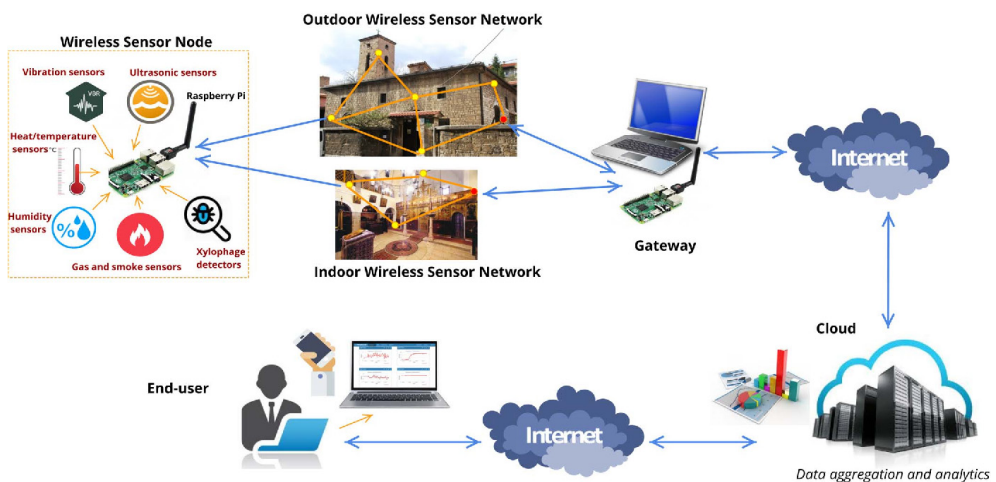 Outdoor Wireless Sensor Network
Wireless Sensor Node
Vibration sensors
Ultrasonic sensors
VBR
Raspberry Pi
Heat/temperature
sensors
°C
Humidity
sensors
%
Gas and smoke sensors
Xylophage
detectors
Indoor Wireless Sensor Network
Gateway
Internet
Cloud
End-user
Internet
Data aggregation and analytics